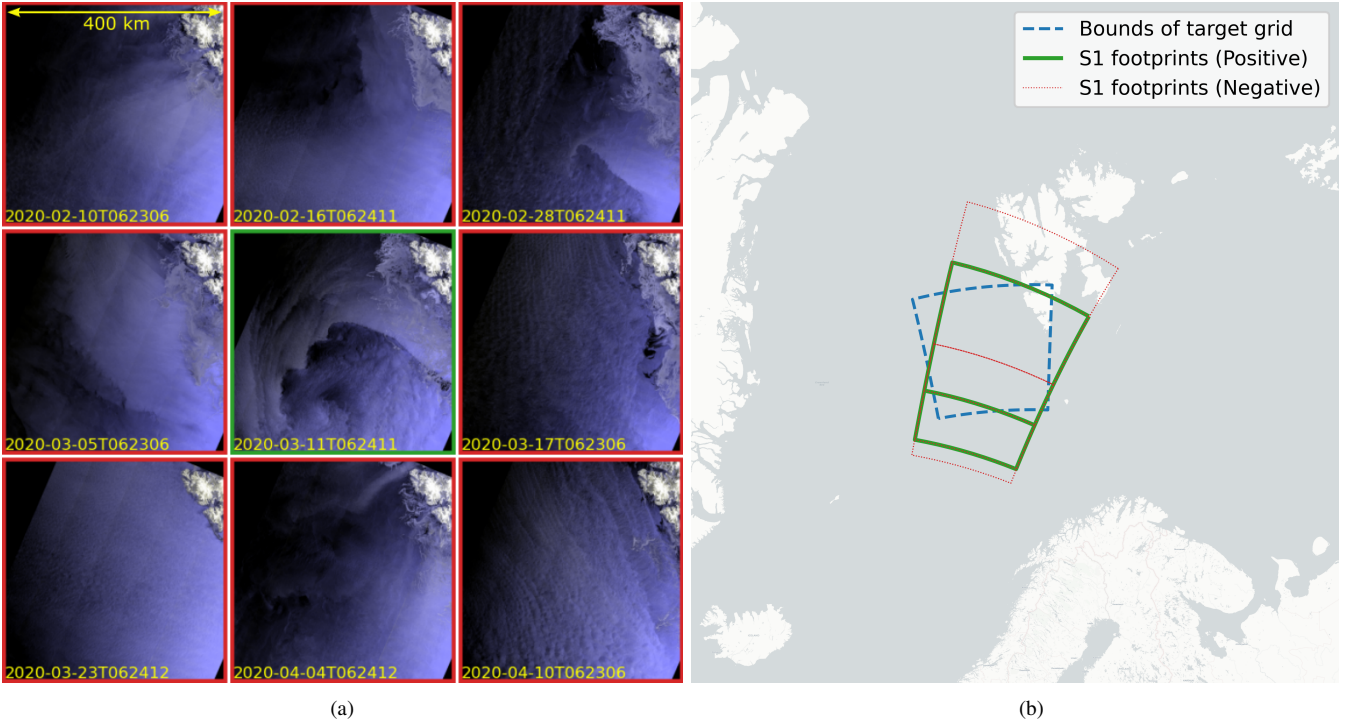 400 km
2020-02-10T062306
2020-02-16T062411
2020-02-28T062411
2020-03-05T062306
2020-03-11T062411
2020-03-17T062306
2020-03-23T062412
2020-04-04T062412
2020-04-10T062306
(a)
Bounds of target grid
S1 footprints (Positive)
S1 footprints (Negative)
(b)